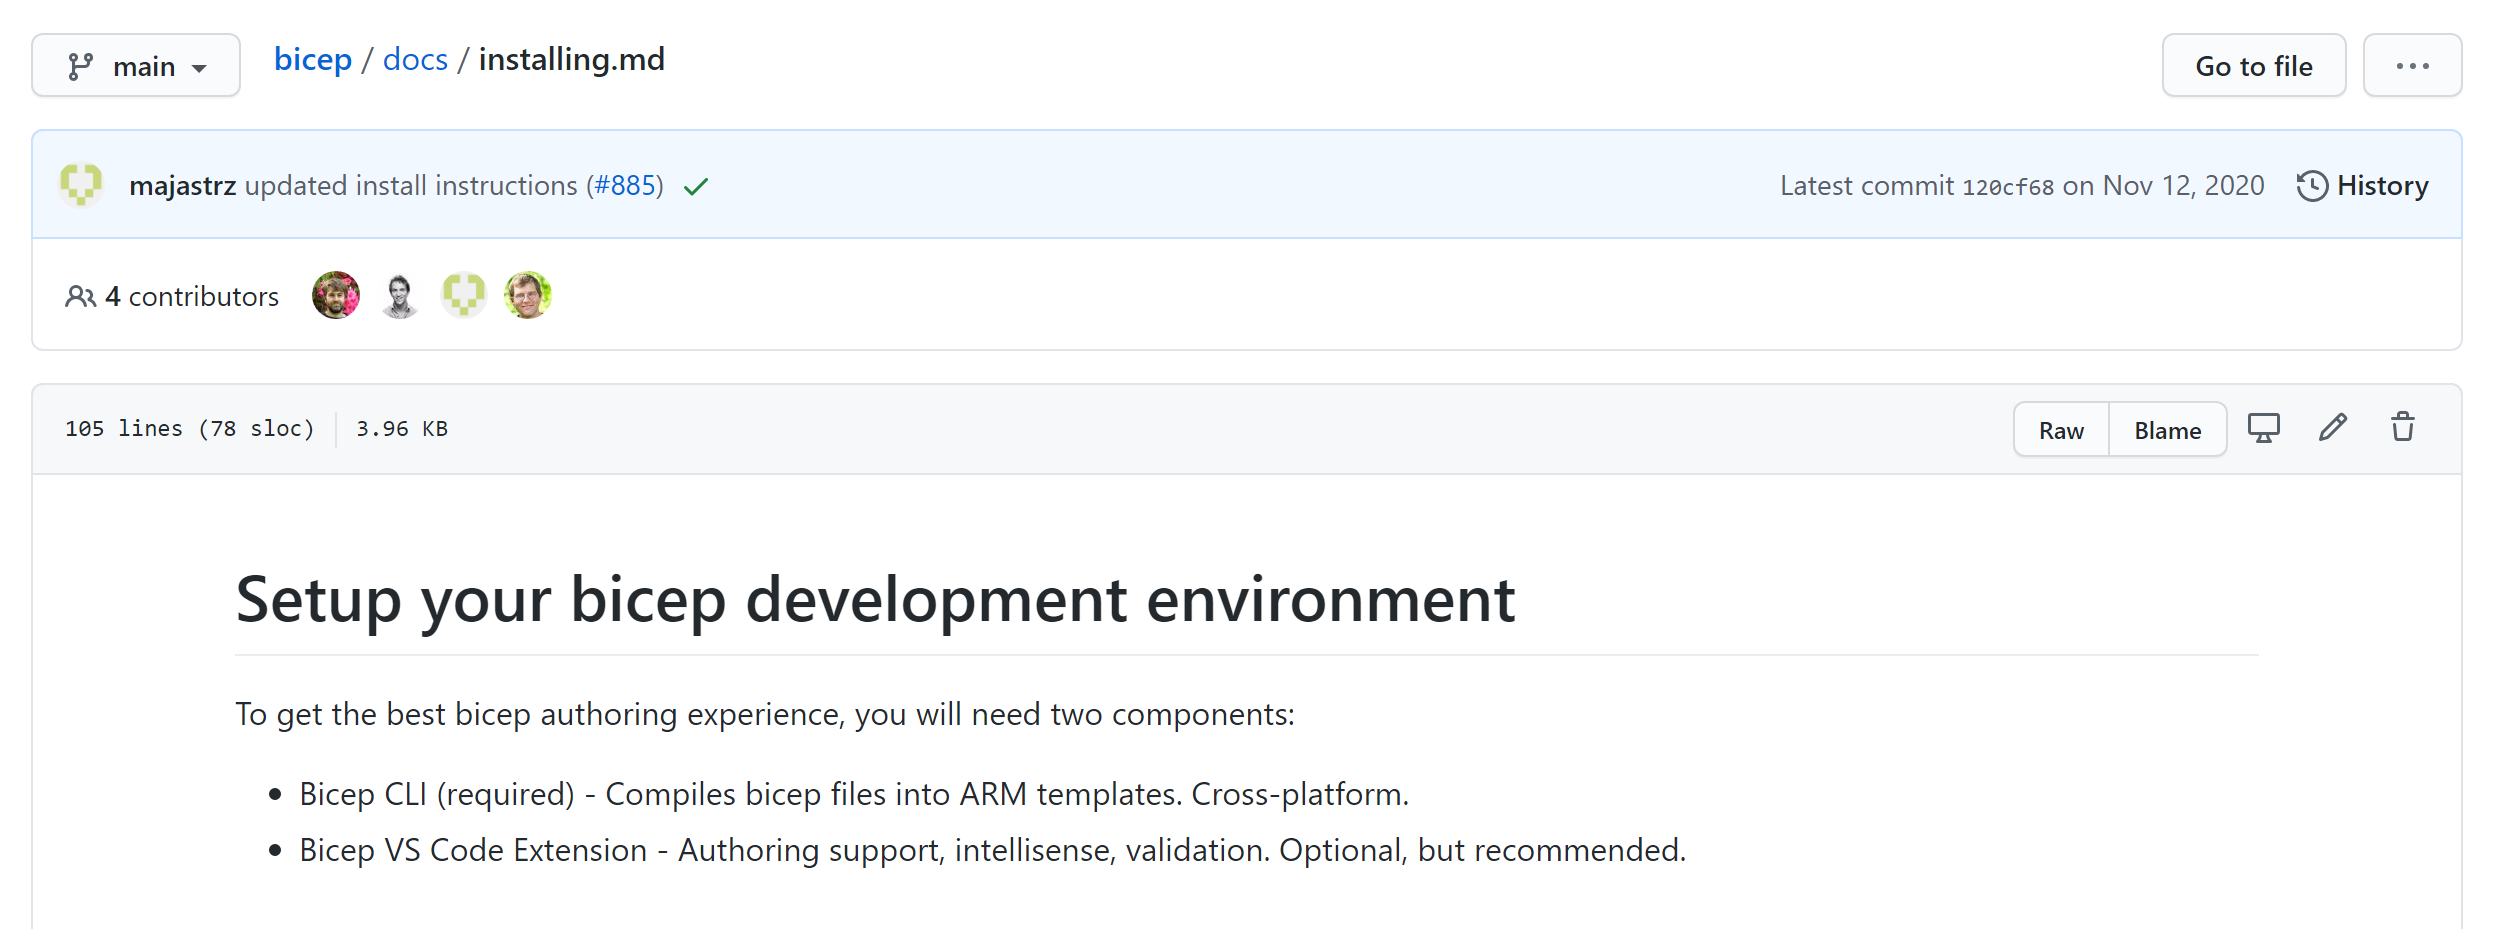 main
bicep / docs / installing.md
Go to file
majastrz updated install instructions (#885)
Latest commit 120cf68 on Nov 12, 2020
History
4 contributors
105 lines (78 sloc)
3.96 KB
Raw
Blame
Setup your bicep development environment
To get the best bicep authoring experience, you will need two components:
Bicep CLI (required) - Compiles bicep files into ARM templates. Cross-platform.
Bicep VS Code Extension - Authoring support, intellisense, validation. Optional, but recommended.